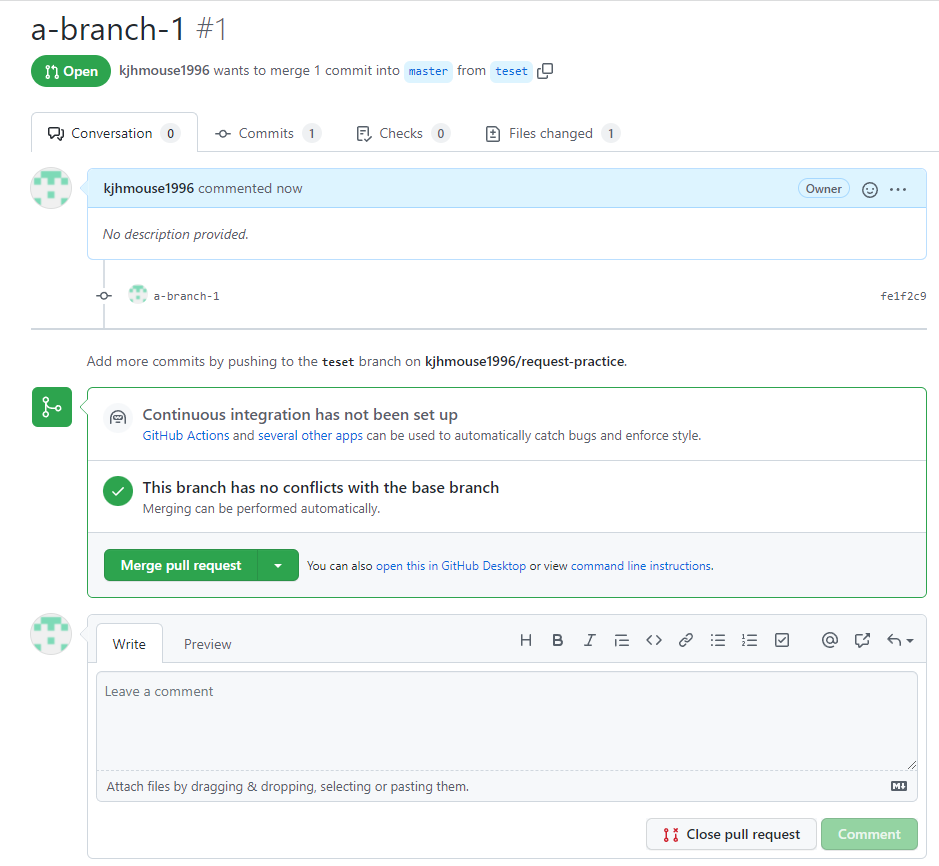 a-branch-1 #1
Open kjhmouse1996 wants to merge 1 commit into master from teset
Conversation 0 Commits 1 Checks 0 Files changed 1
kjhmouse1996 commented now Owner
No description provided.
a-branch-1 fe1f2c9
Add more commits by pushing to the teset branch on kjhmouse1996/request-practice.
Continuous integration has not been set up
GitHub Actions and several other apps can be used to automatically catch bugs and enforce style.
This branch has no conflicts with the base branch
Merging can be performed automatically.
Merge pull request You can also open this in GitHub Desktop or view command line instructions.
Write Preview
Leave a comment
Attach files by dragging & dropping, selecting or pasting them.
Close pull request Comment